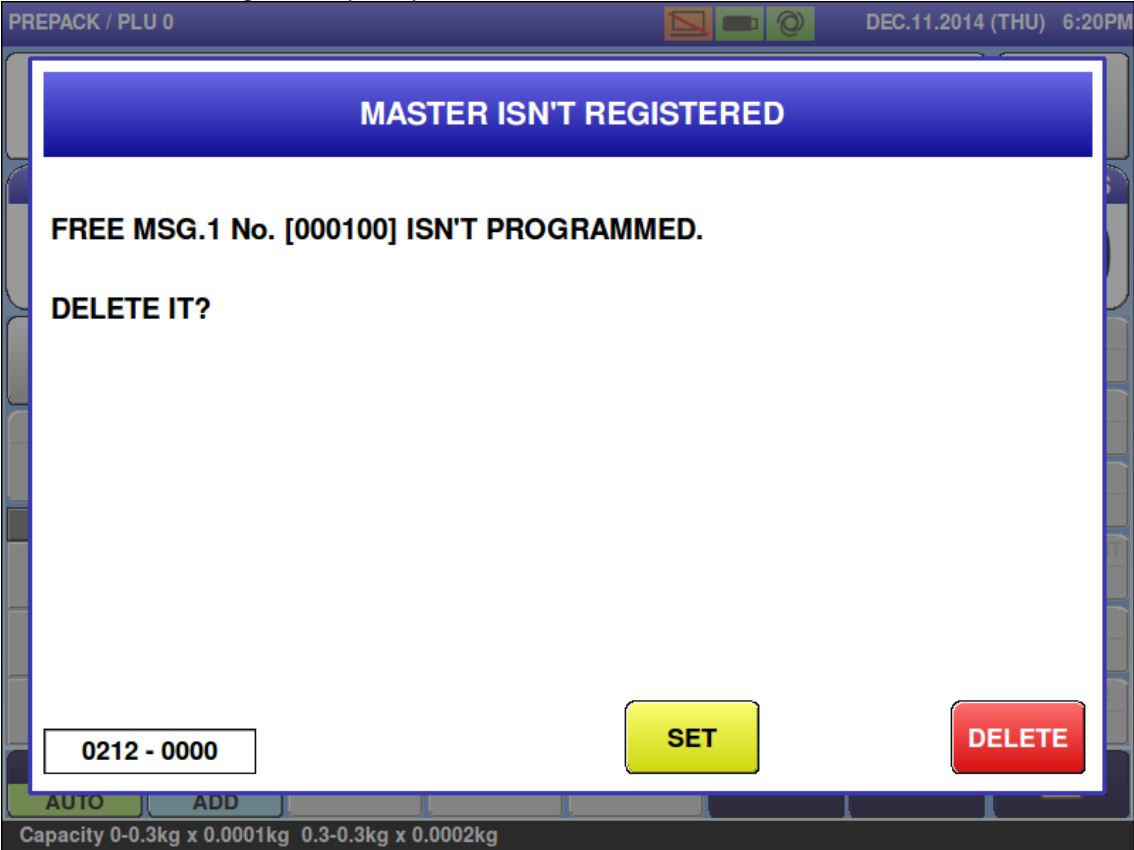 PREPACK / PLU 0 DEC.11.2014 (THU) 6:20PM
MASTER ISN'T REGISTERED
FREE MSG.1 No. [000100] ISN'T PROGRAMMED.
DELETE IT?
SET
DELETE
0212 - 0000
AUTO ADD
Capacity 0-0.3kg x 0.0001kg 0.3-0.3kg x 0.0002kg